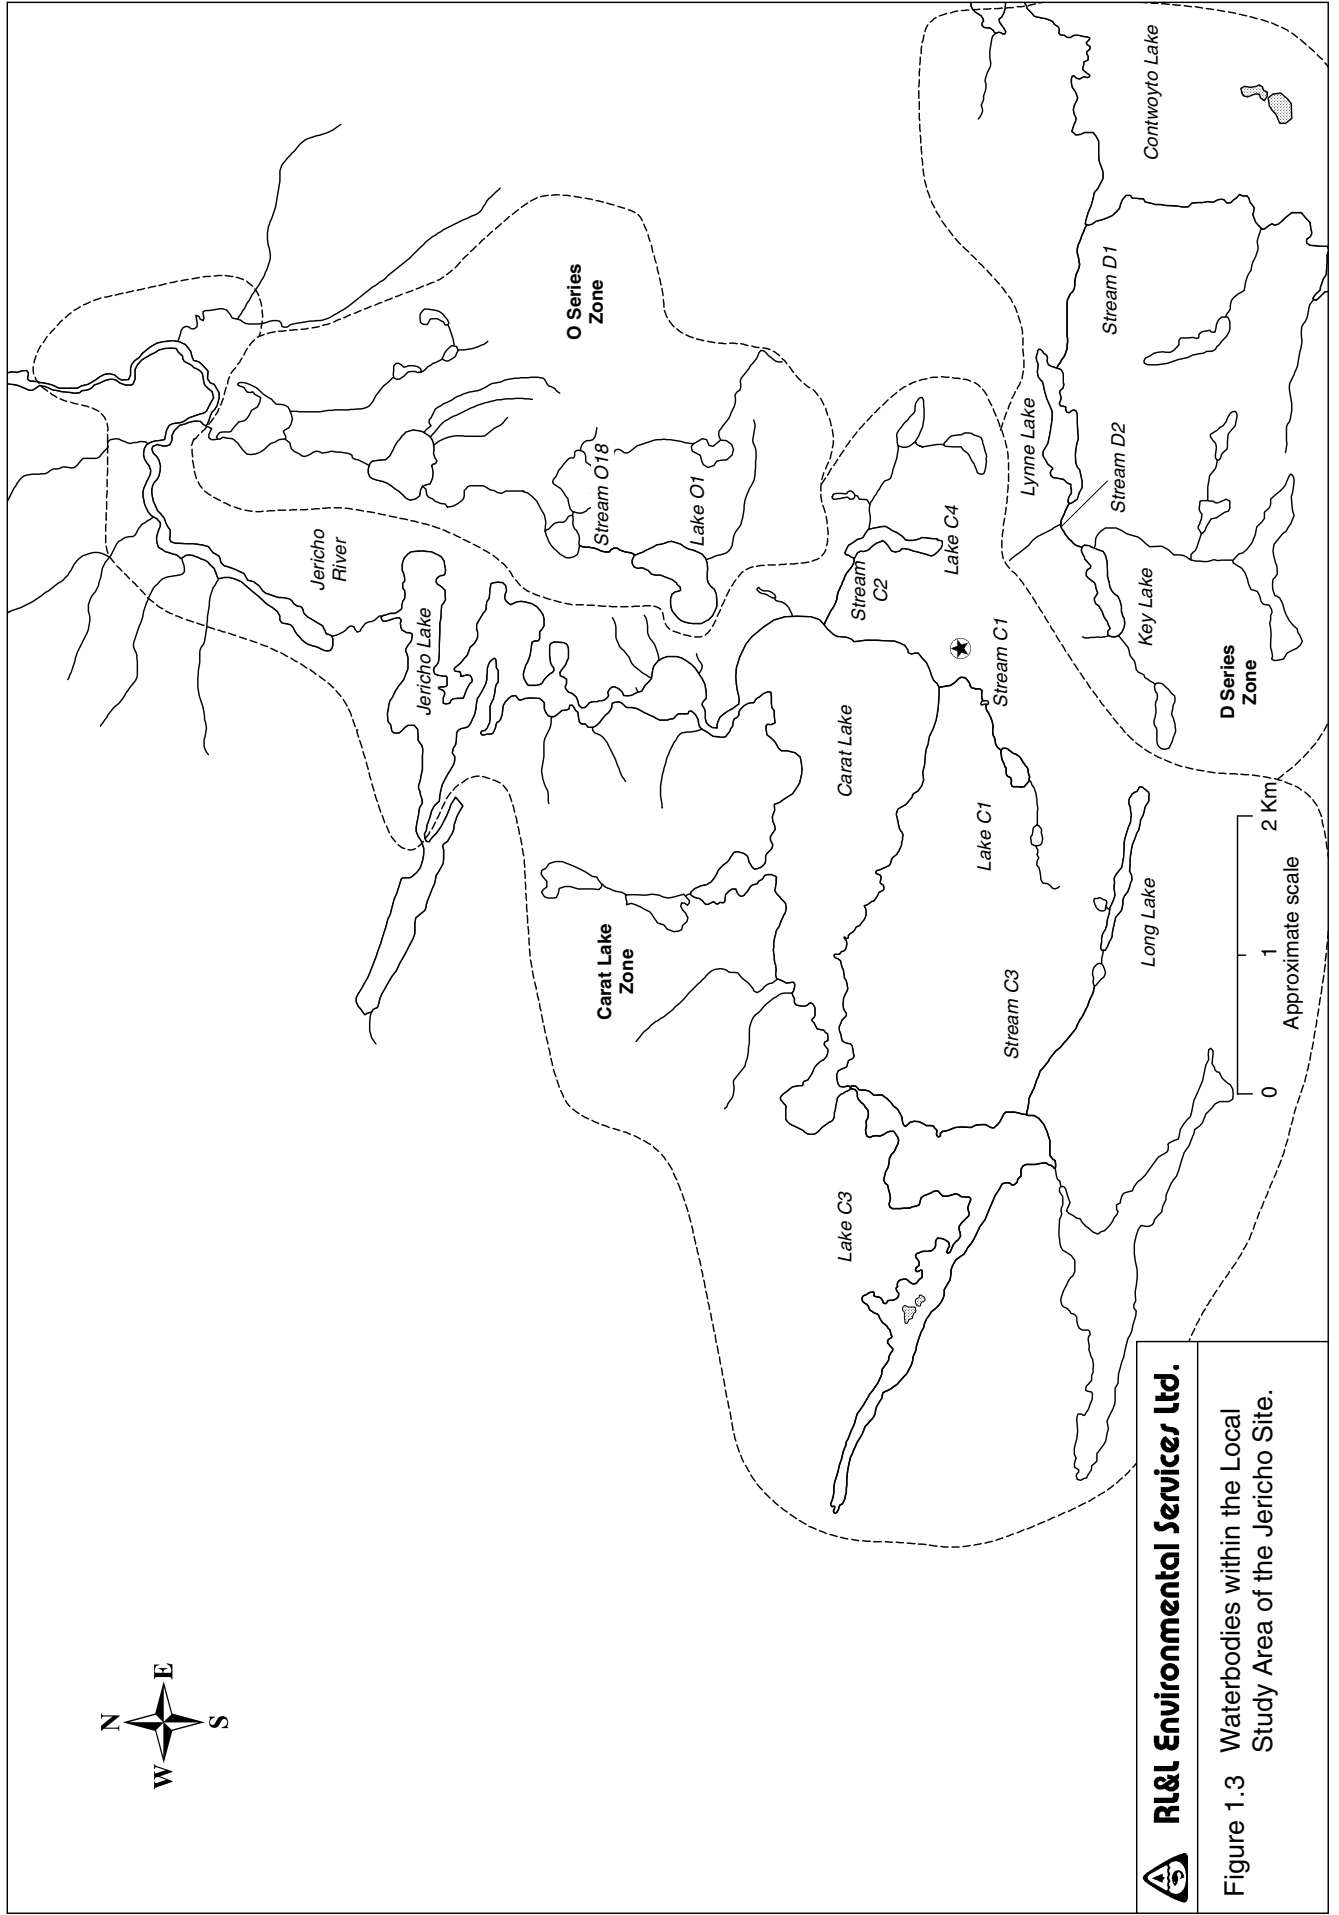 N
W
E
S
Jericho
River
Jericho Lake
O Series
Zone
Stream O18
Lake O1
Carat Lake
Zone
Stream
C2
Carat Lake
Lake C4
Stream C1
Lake C1
Stream C3
Lake C3
Long Lake
Lynne Lake
Stream D2
Stream D1
Contwoyto Lake
Key Lake
D Series
Zone
0
1
2 Km
Approximate scale
RL&L Environmental Services Ltd.
Figure 1.3 Waterbodies within the Local
Study Area of the Jericho Site.